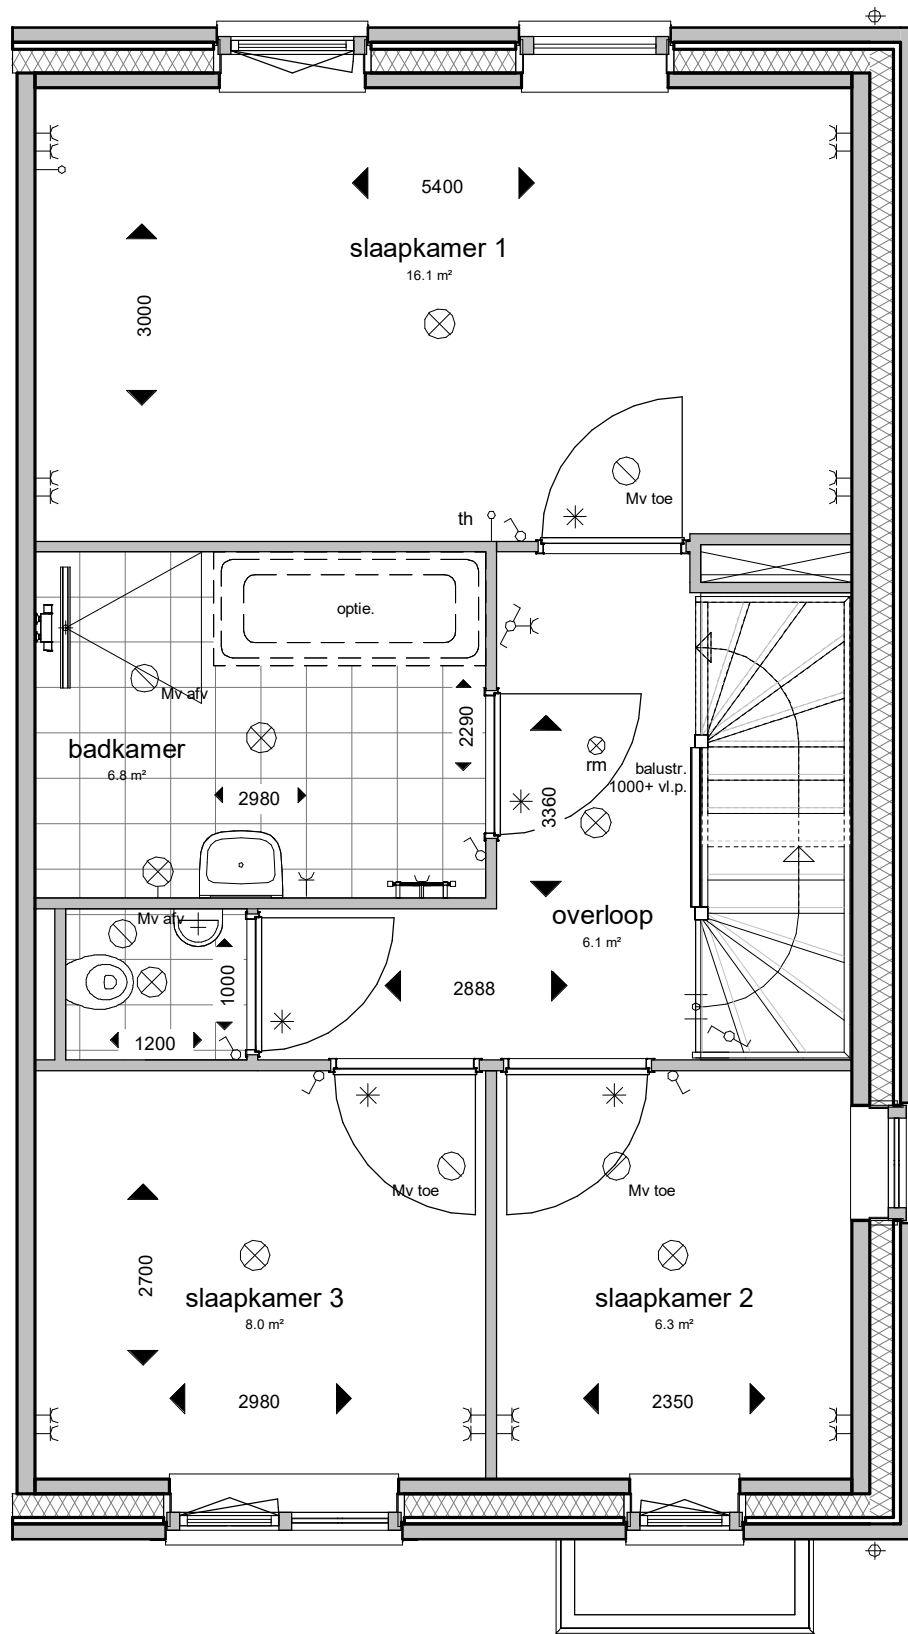 5400
slaapkamer 1
16.1 m²
3000
Mv toe
th
optie.
Mv afv
2290
badkamer
6.8 m²
2980
rm
balustr.
1000+ vl.p.
3360
Mv afv
overloop
6.1 m²
1000
2888
1200
Mv toe
Mv toe
2700
slaapkamer 3
8.0 m²
slaapkamer 2
6.3 m²
2980
2350